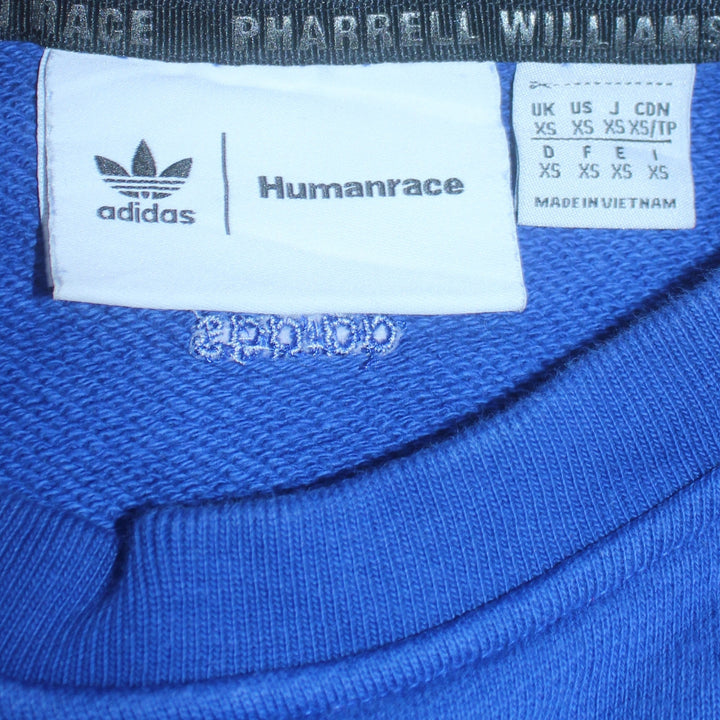 RACE PHARRELL WILLIAMS
adidas
Humanrace
UK US J CDN
XS XS XS XS/TP
D F E I
XS XS XS XS
MADE IN VIETNAM